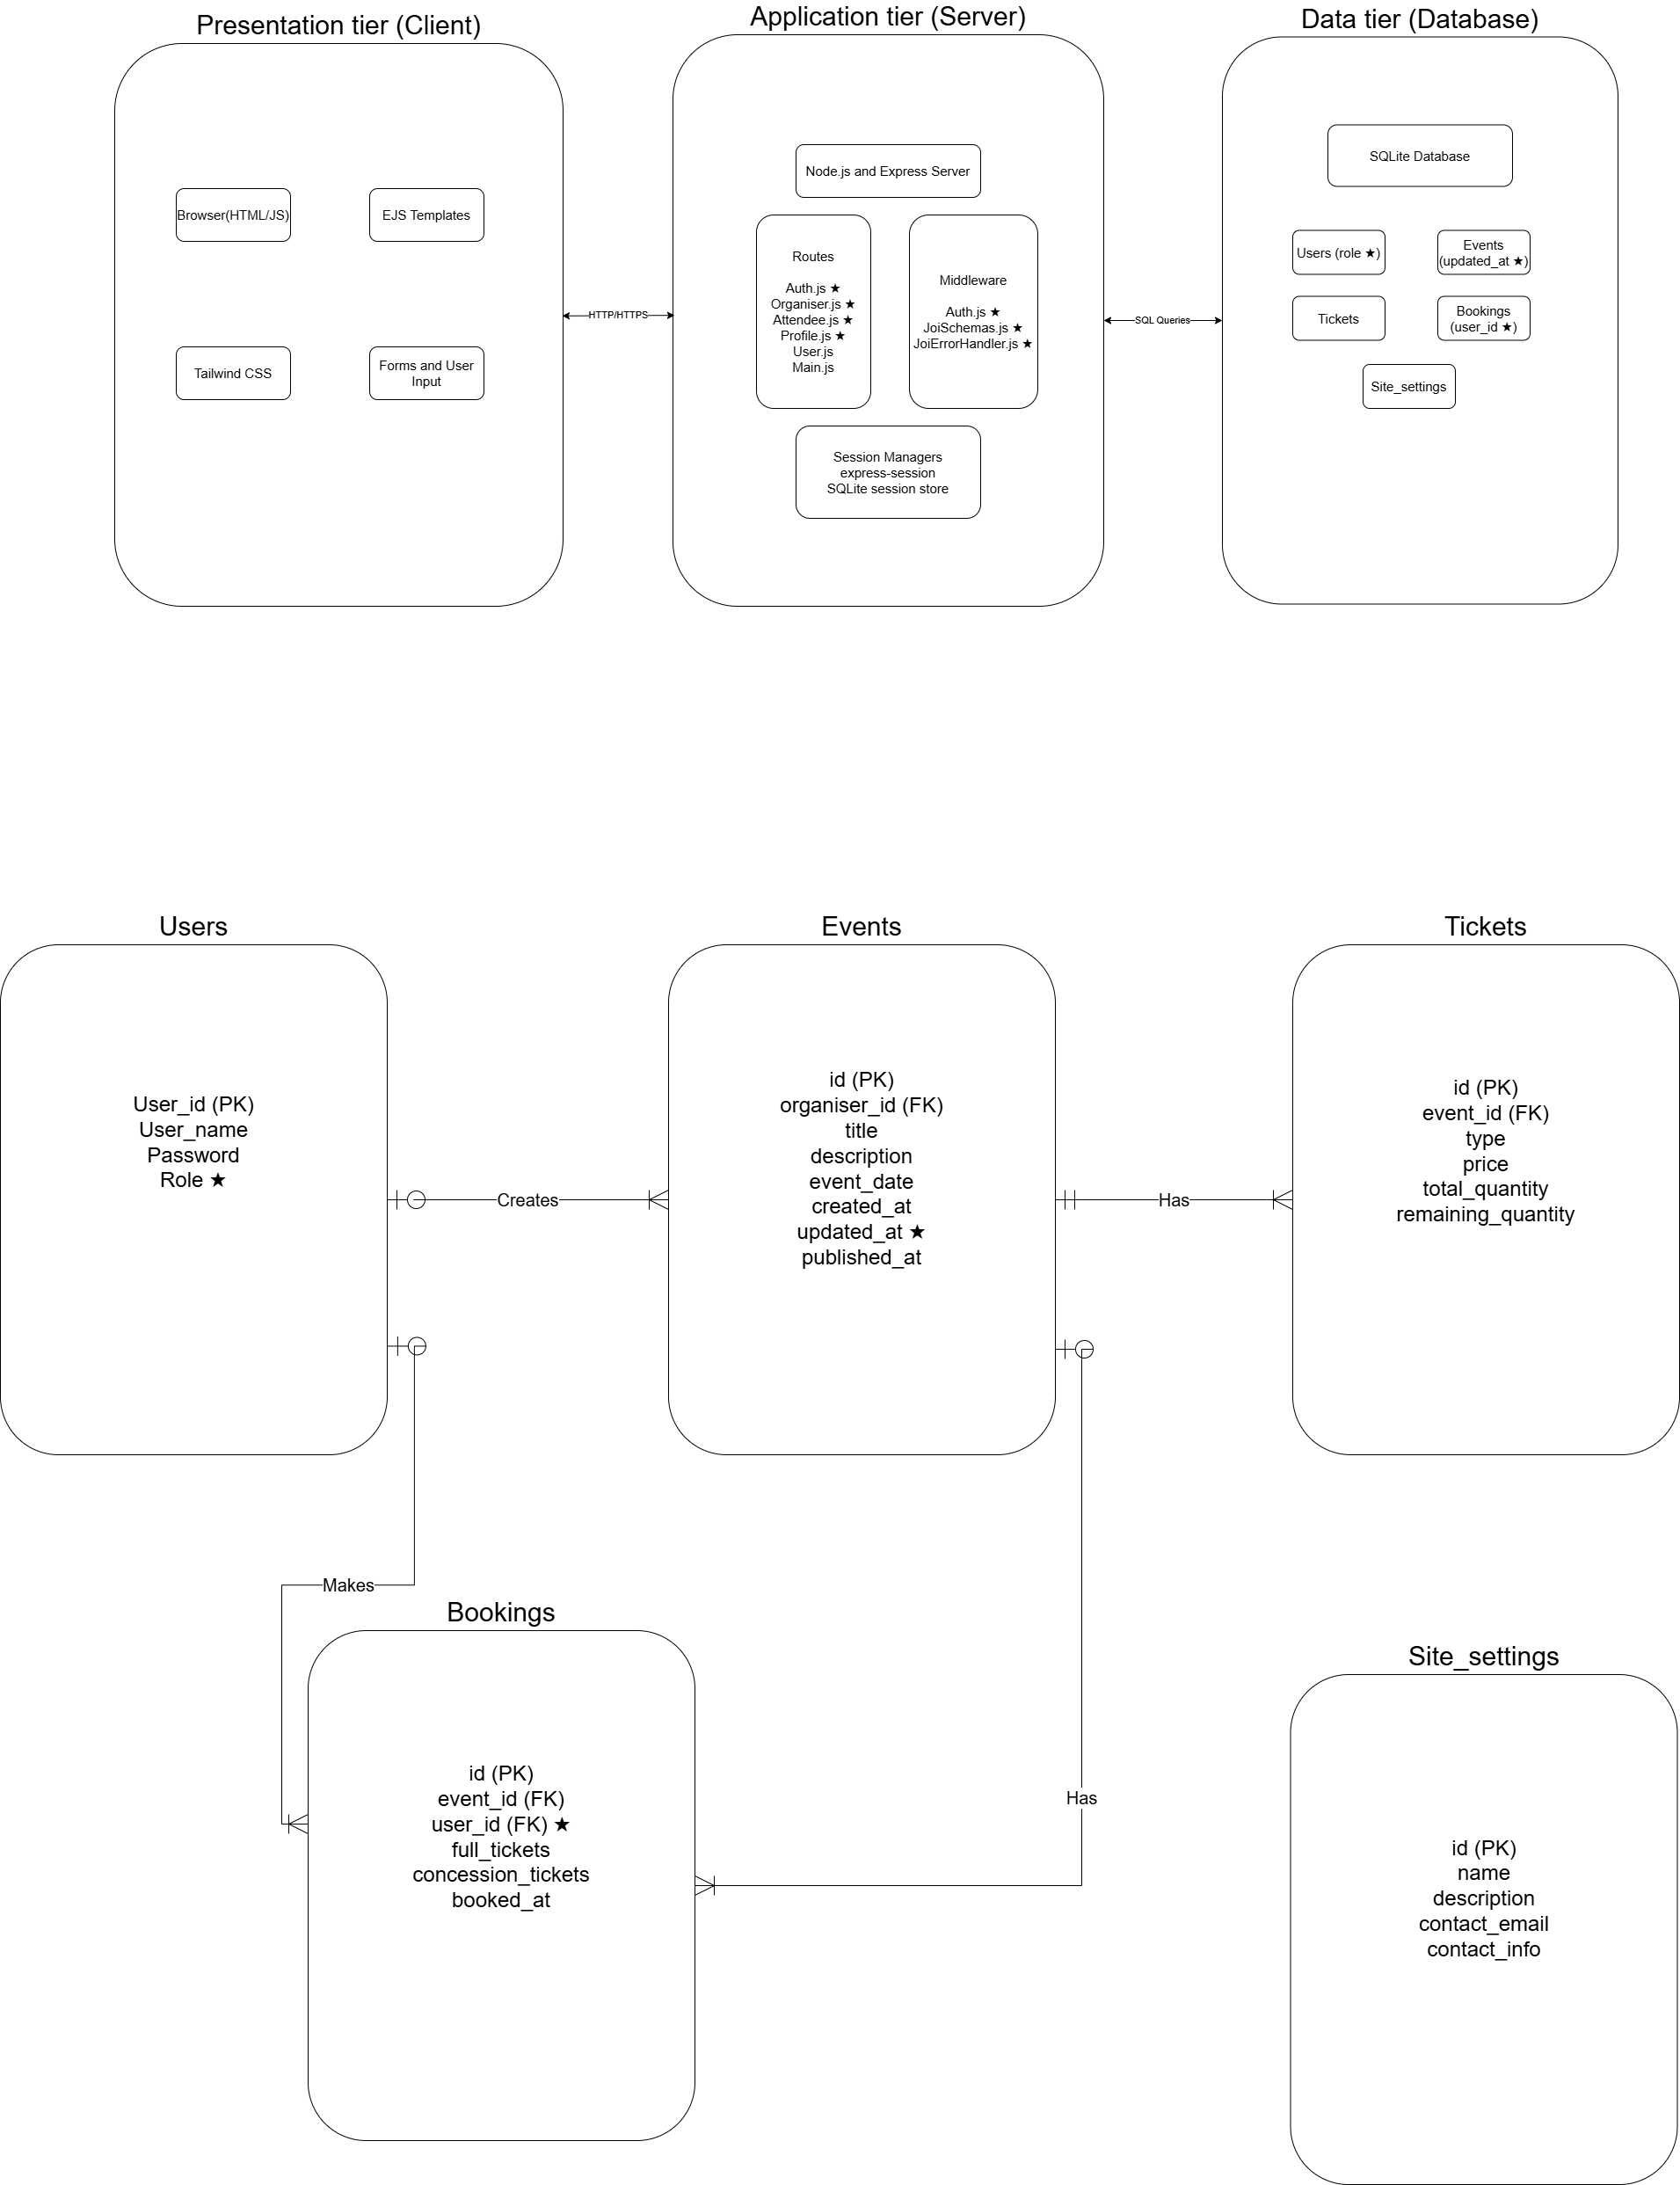 Presentation tier (Client)
Application tier (Server)
Data tier (Database)
Browser(HTML/JS)
EJS Templates
Tailwind CSS
Forms and User
Input
HTTP/HTTPS
Node.js and Express Server
Routes
Auth.js ★
Organiser.js ★
Attendee.js ★
Profile.js ★
User.js
Main.js
Middleware
Auth.js ★
JoiSchemas.js ★
JoiErrorHandler.js ★
Session Managers
express-session
SQLite session store
SQL Queries
SQLite Database
Users (role ★)
Events
(updated_at ★)
Tickets
Bookings
(user_id ★)
Site_settings
Users
User_id (PK)
User_name
Password
Role ★
Creates
Events
id (PK)
organiser_id (FK)
title
description
event_date
created_at
updated_at ★
published_at
Has
Tickets
id (PK)
event_id (FK)
type
price
total_quantity
remaining_quantity
Makes
Bookings
id (PK)
event_id (FK)
user_id (FK) ★
full_tickets
concession_tickets
booked_at
Has
Site_settings
id (PK)
name
description
contact_email
contact_info